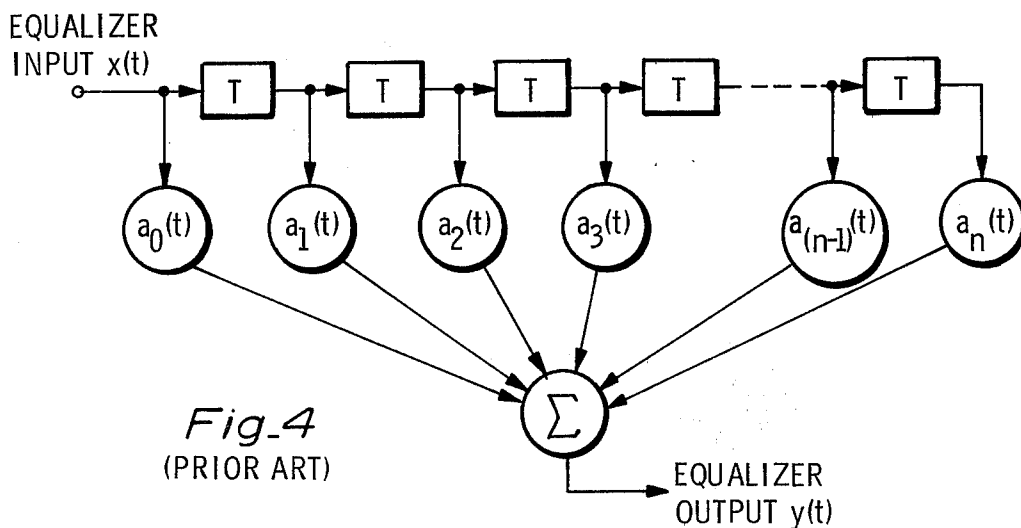 EQUALIZER
INPUT x(t)
T T T T T
a0(t) a1(t) a2(t) a3(t) a(n-1)(t) an(t)
Σ
Fig_4
(PRIOR ART)
EQUALIZER
OUTPUT y(t)